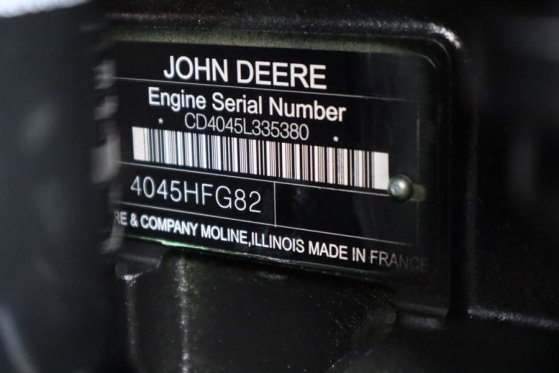 JOHN DEERE
Engine Serial Number
* CD4045L335380 *
4045HFG82
RE & COMPANY MOLINE,ILLINOIS MADE IN FRANCE